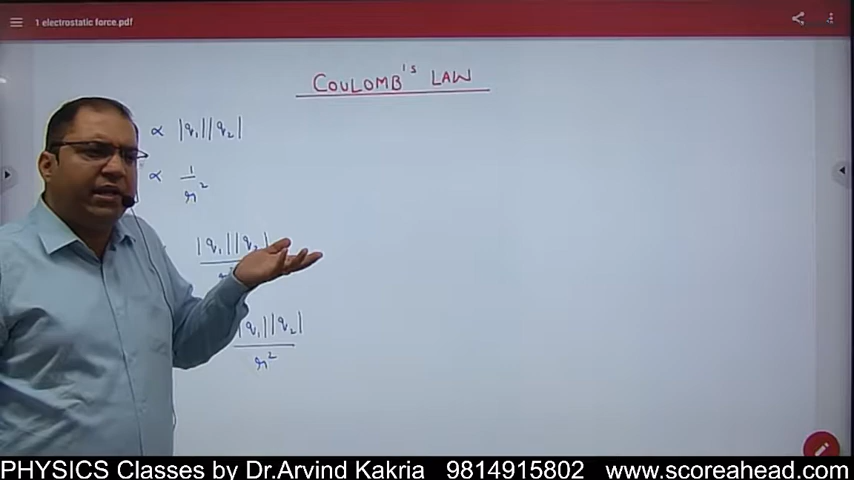 1 electrostatic force.pdf
COULOMB'S LAW
∝ |q₁||q₂|
∝ 1/r²
|q₁||q₂|
|q₁||q₂|/r²
PHYSICS Classes by Dr.Arvind Kakria 9814915802 www.scoreahead.com